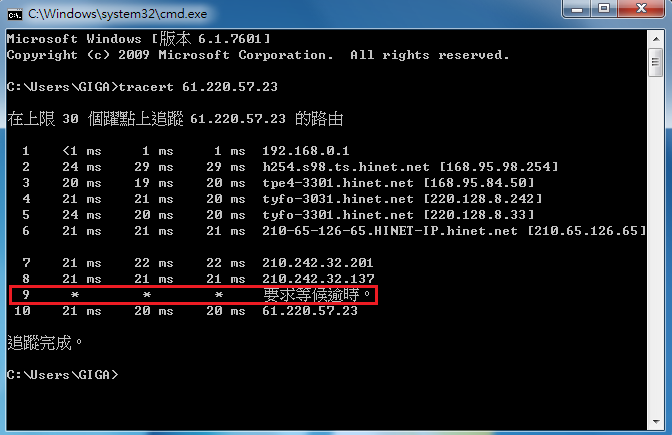 C:\Windows\system32\cmd.exe
Microsoft Windows [版本 6.1.7601]
Copyright (c) 2009 Microsoft Corporation.  All rights reserved.
C:\Users\GIGA>tracert 61.220.57.23
在上限 30 個躍點上追蹤 61.220.57.23 的路由
1    <1 ms     1 ms     1 ms  192.168.0.1
2    24 ms    29 ms    29 ms  h254.s98.ts.hinet.net [168.95.98.254]
3    20 ms    19 ms    20 ms  tpe4-3301.hinet.net [168.95.84.50]
4    21 ms    21 ms    20 ms  tyfo-3031.hinet.net [220.128.8.242]
5    24 ms    20 ms    20 ms  tyfo-3301.hinet.net [220.128.8.33]
6    21 ms    21 ms    21 ms  210-65-126-65.HINET-IP.hinet.net [210.65.126.65]
7    21 ms    22 ms    22 ms  210.242.32.201
8    21 ms    21 ms    21 ms  210.242.32.137
9     *        *        *     要求等候逾時。
10    21 ms    20 ms    20 ms  61.220.57.23
追蹤完成。
C:\Users\GIGA>